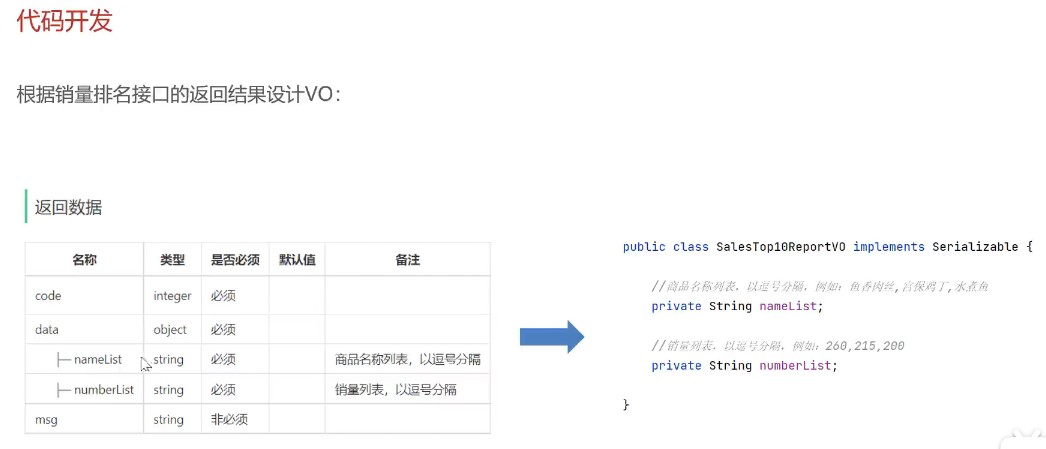 代码开发
根据销量排名接口的返回结果设计VO：
返回数据
名称 类型 是否必须 默认值 备注
code integer 必须
data object 必须
├─ nameList string 必须 商品名称列表，以逗号分隔
├─ numberList string 必须 销量列表，以逗号分隔
msg string 非必须
public class SalesTop10ReportVO implements Serializable {
//商品名称列表，以逗号分隔，例如：鱼香肉丝,宫保鸡丁,水煮鱼
private String nameList;
//销量列表，以逗号分隔，例如：260,215,200
private String numberList;
}